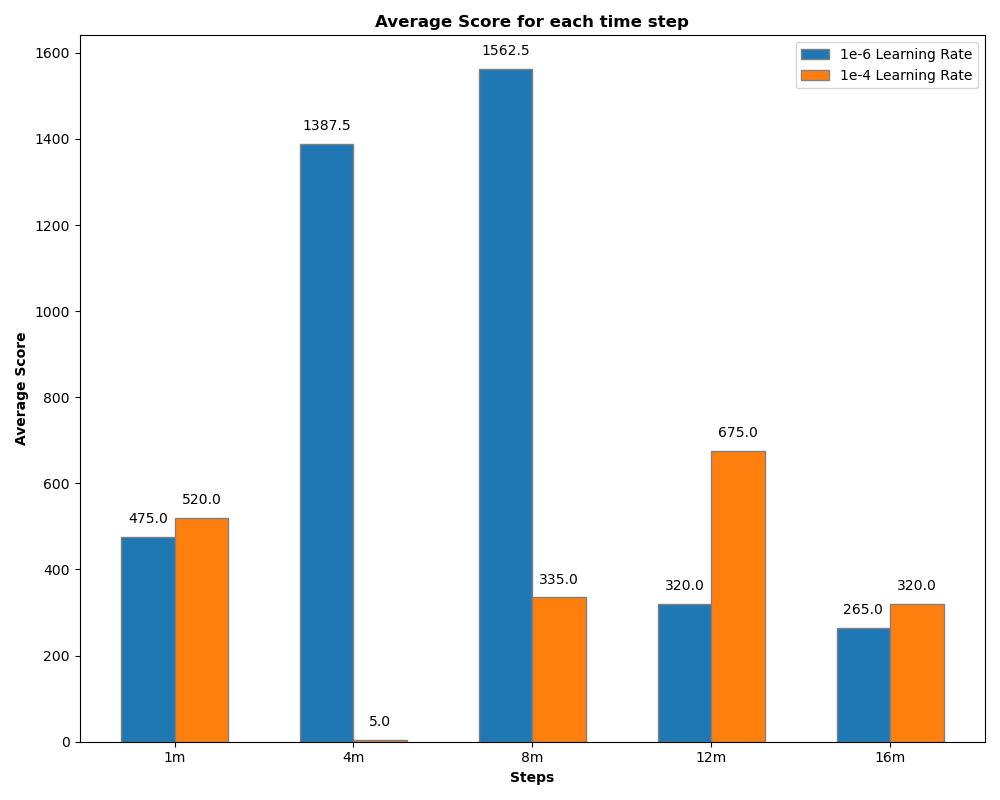 Average Score for each time step
1e-6 Learning Rate
1e-4 Learning Rate
Average Score
1600
1400
1200
1000
800
600
400
200
0
475.0
520.0
1387.5
5.0
1562.5
335.0
320.0
675.0
265.0
320.0
1m
4m
8m
12m
16m
Steps